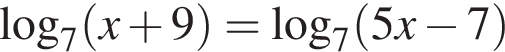 log₇(x + 9) = log₇(5x − 7)